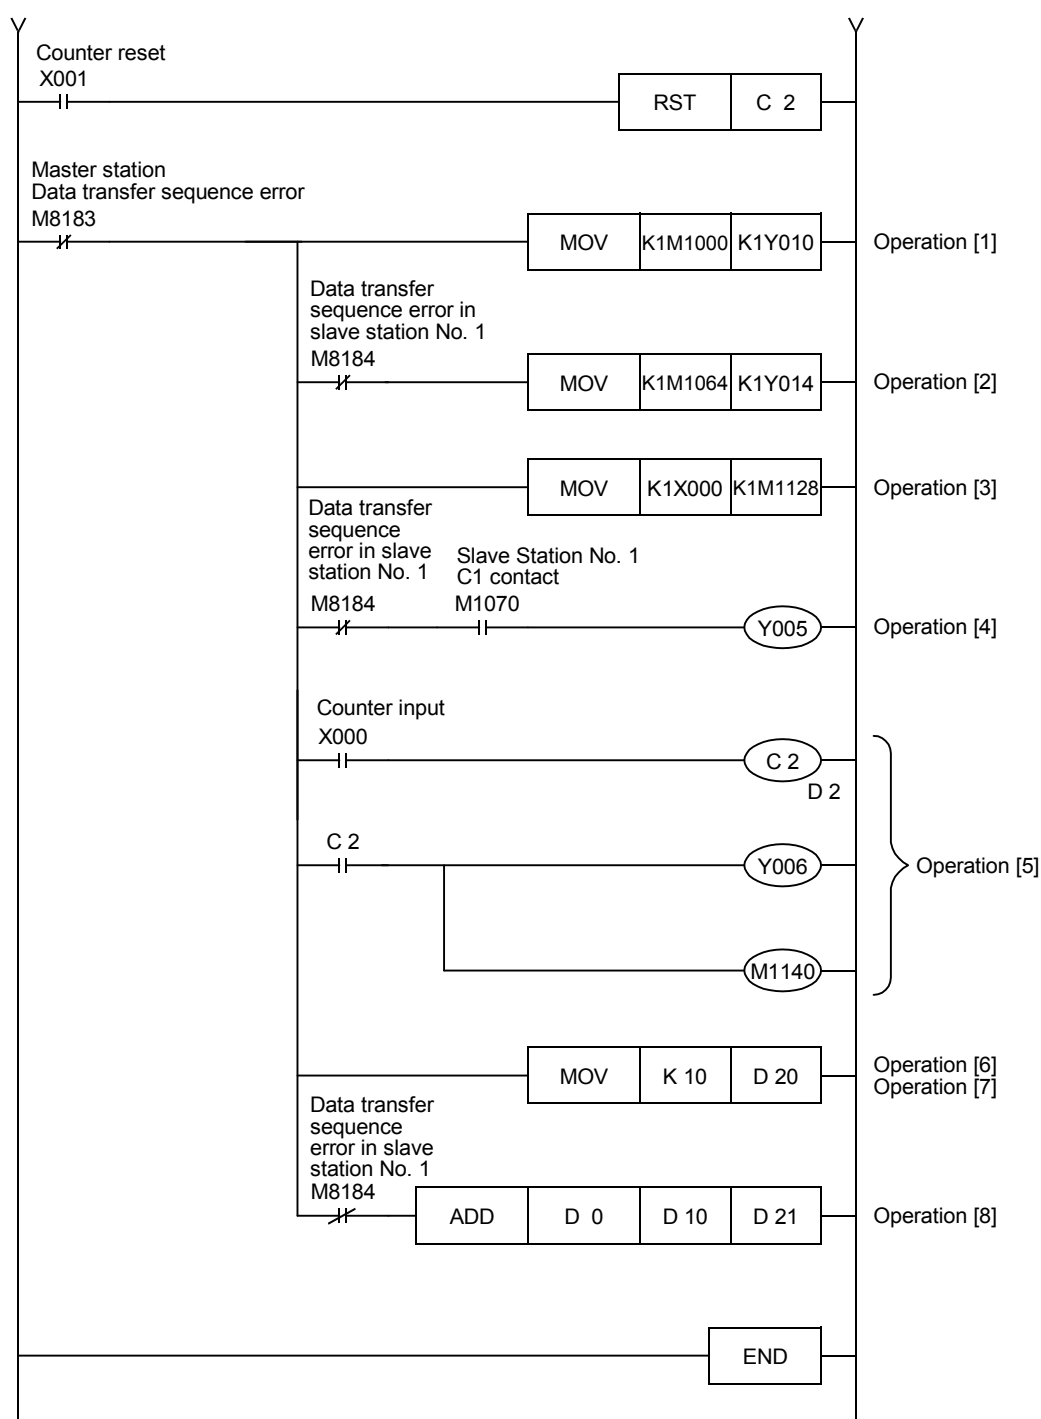 Counter reset
X001
RST C 2
Master station
Data transfer sequence error
M8183
MOV K1M1000 K1Y010 Operation [1]
Data transfer
sequence error in
slave station No. 1
M8184
MOV K1M1064 K1Y014 Operation [2]
MOV K1X000 K1M1128 Operation [3]
Data transfer
sequence
error in slave
station No. 1
Slave Station No. 1
C1 contact
M8184 M1070
Y005 Operation [4]
Counter input
X000
C 2
D 2
C 2
Y006 Operation [5]
M1140
MOV K 10 D 20 Operation [6]
Operation [7]
Data transfer
sequence
error in slave
station No. 1
M8184
ADD D 0 D 10 D 21 Operation [8]
END